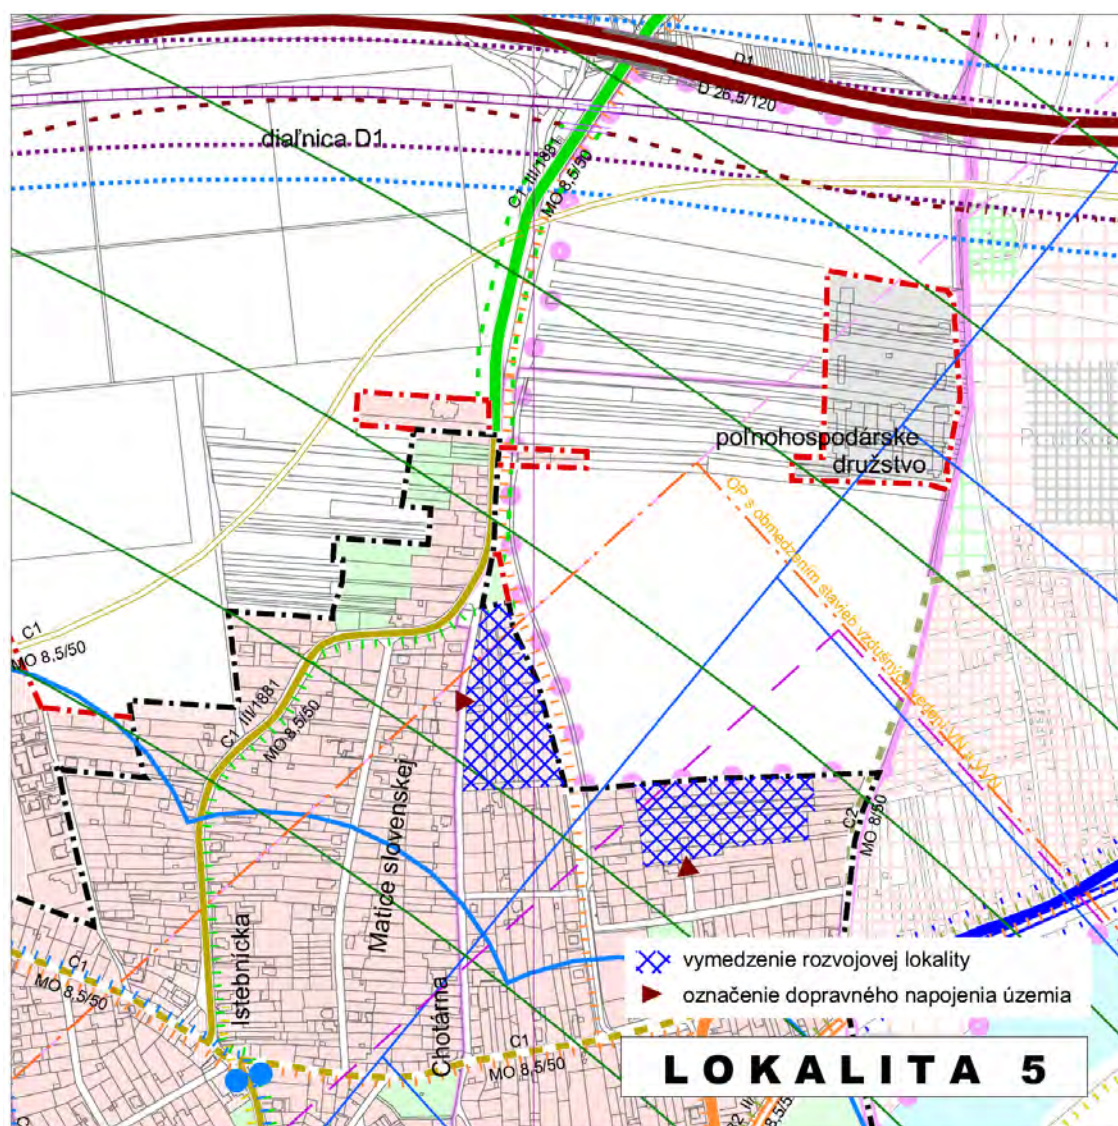 D1
D 26,5/120
diaľnica D1
C1 III/1881
MO 8,5/50
poľnohospodárske
družstvo
OP s obmedzením stavieb vzdušných vedení VN a VVN
C1
MO 8,5/50
C1 III/1881
MO 8,5/50
Matice slovenskej
C2
MO 8/50
Istebnícka
Chotárna
C1
MO 8,5/50
C1
MO 8,5/50
vymedzenie rozvojovej lokality
označenie dopravného napojenia územia
LOKALITA 5